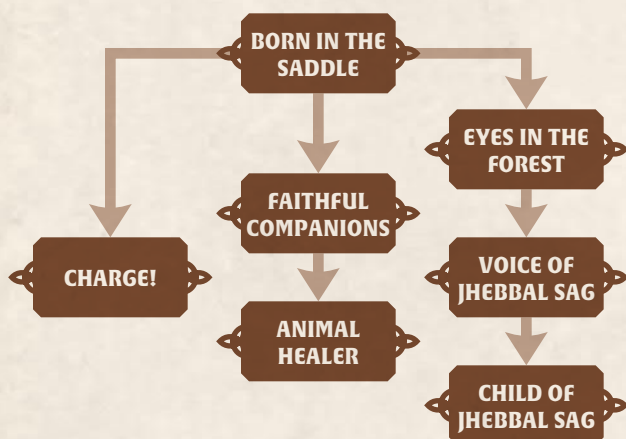 BORN IN THE
SADDLE
EYES IN THE
FOREST
FAITHFUL
COMPANIONS
CHARGE!
VOICE OF
JHEBBAL SAG
ANIMAL
HEALER
CHILD OF
JHEBBAL SAG